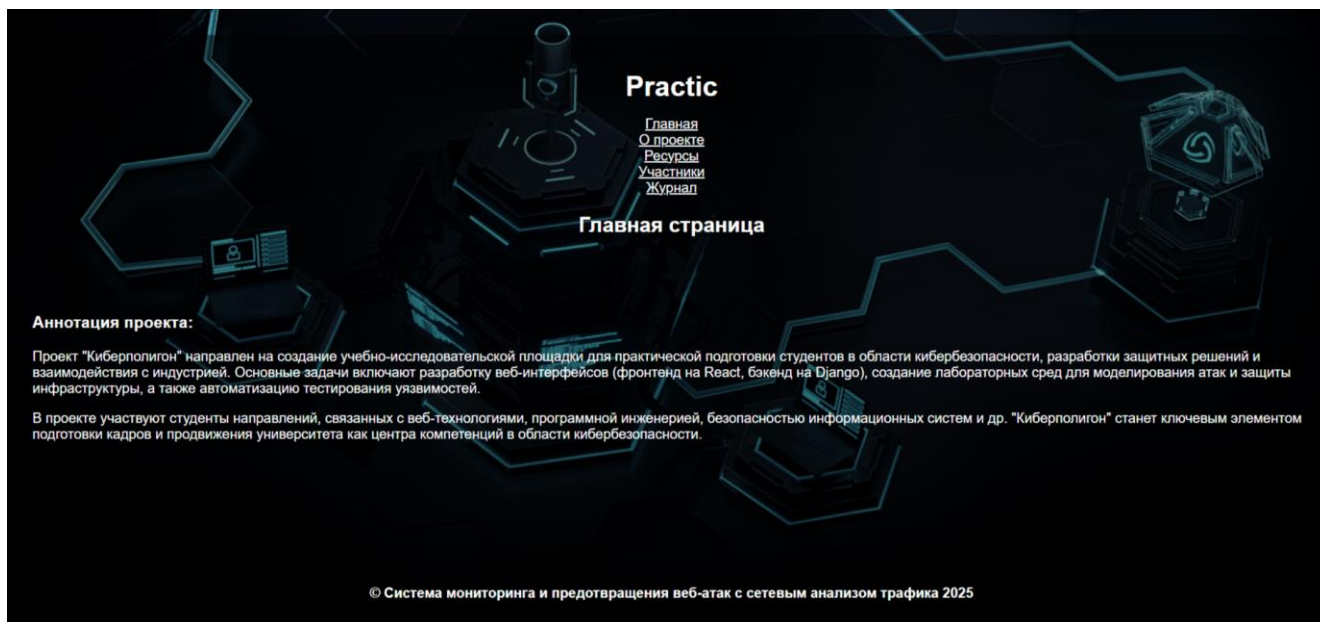 Practic
Главная
О проекте
Ресурсы
Участники
Журнал
Главная страница
Аннотация проекта:
Проект "Киберполигон" направлен на создание учебно-исследовательской площадки для практической подготовки студентов в области кибербезопасности, разработки защитных решений и
взаимодействия с индустрией. Основные задачи включают разработку веб-интерфейсов (фронтенд на React, бэкенд на Django), создание лабораторных сред для моделирования атак и защиты
инфраструктуры, а также автоматизацию тестирования уязвимостей.
В проекте участвуют студенты направлений, связанных с веб-технологиями, программной инженерией, безопасностью информационных систем и др. "Киберполигон" станет ключевым элементом
подготовки кадров и продвижения университета как центра компетенций в области кибербезопасности.
© Система мониторинга и предотвращения веб-атак с сетевым анализом трафика 2025